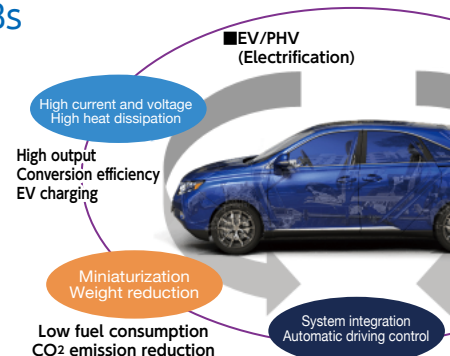 Bs
■EV/PHV
(Electrification)
High current and voltage
High heat dissipation
High output
Conversion efficiency
EV charging
Miniaturization
Weight reduction
Low fuel consumption
CO2 emission reduction
System integration
Automatic driving control